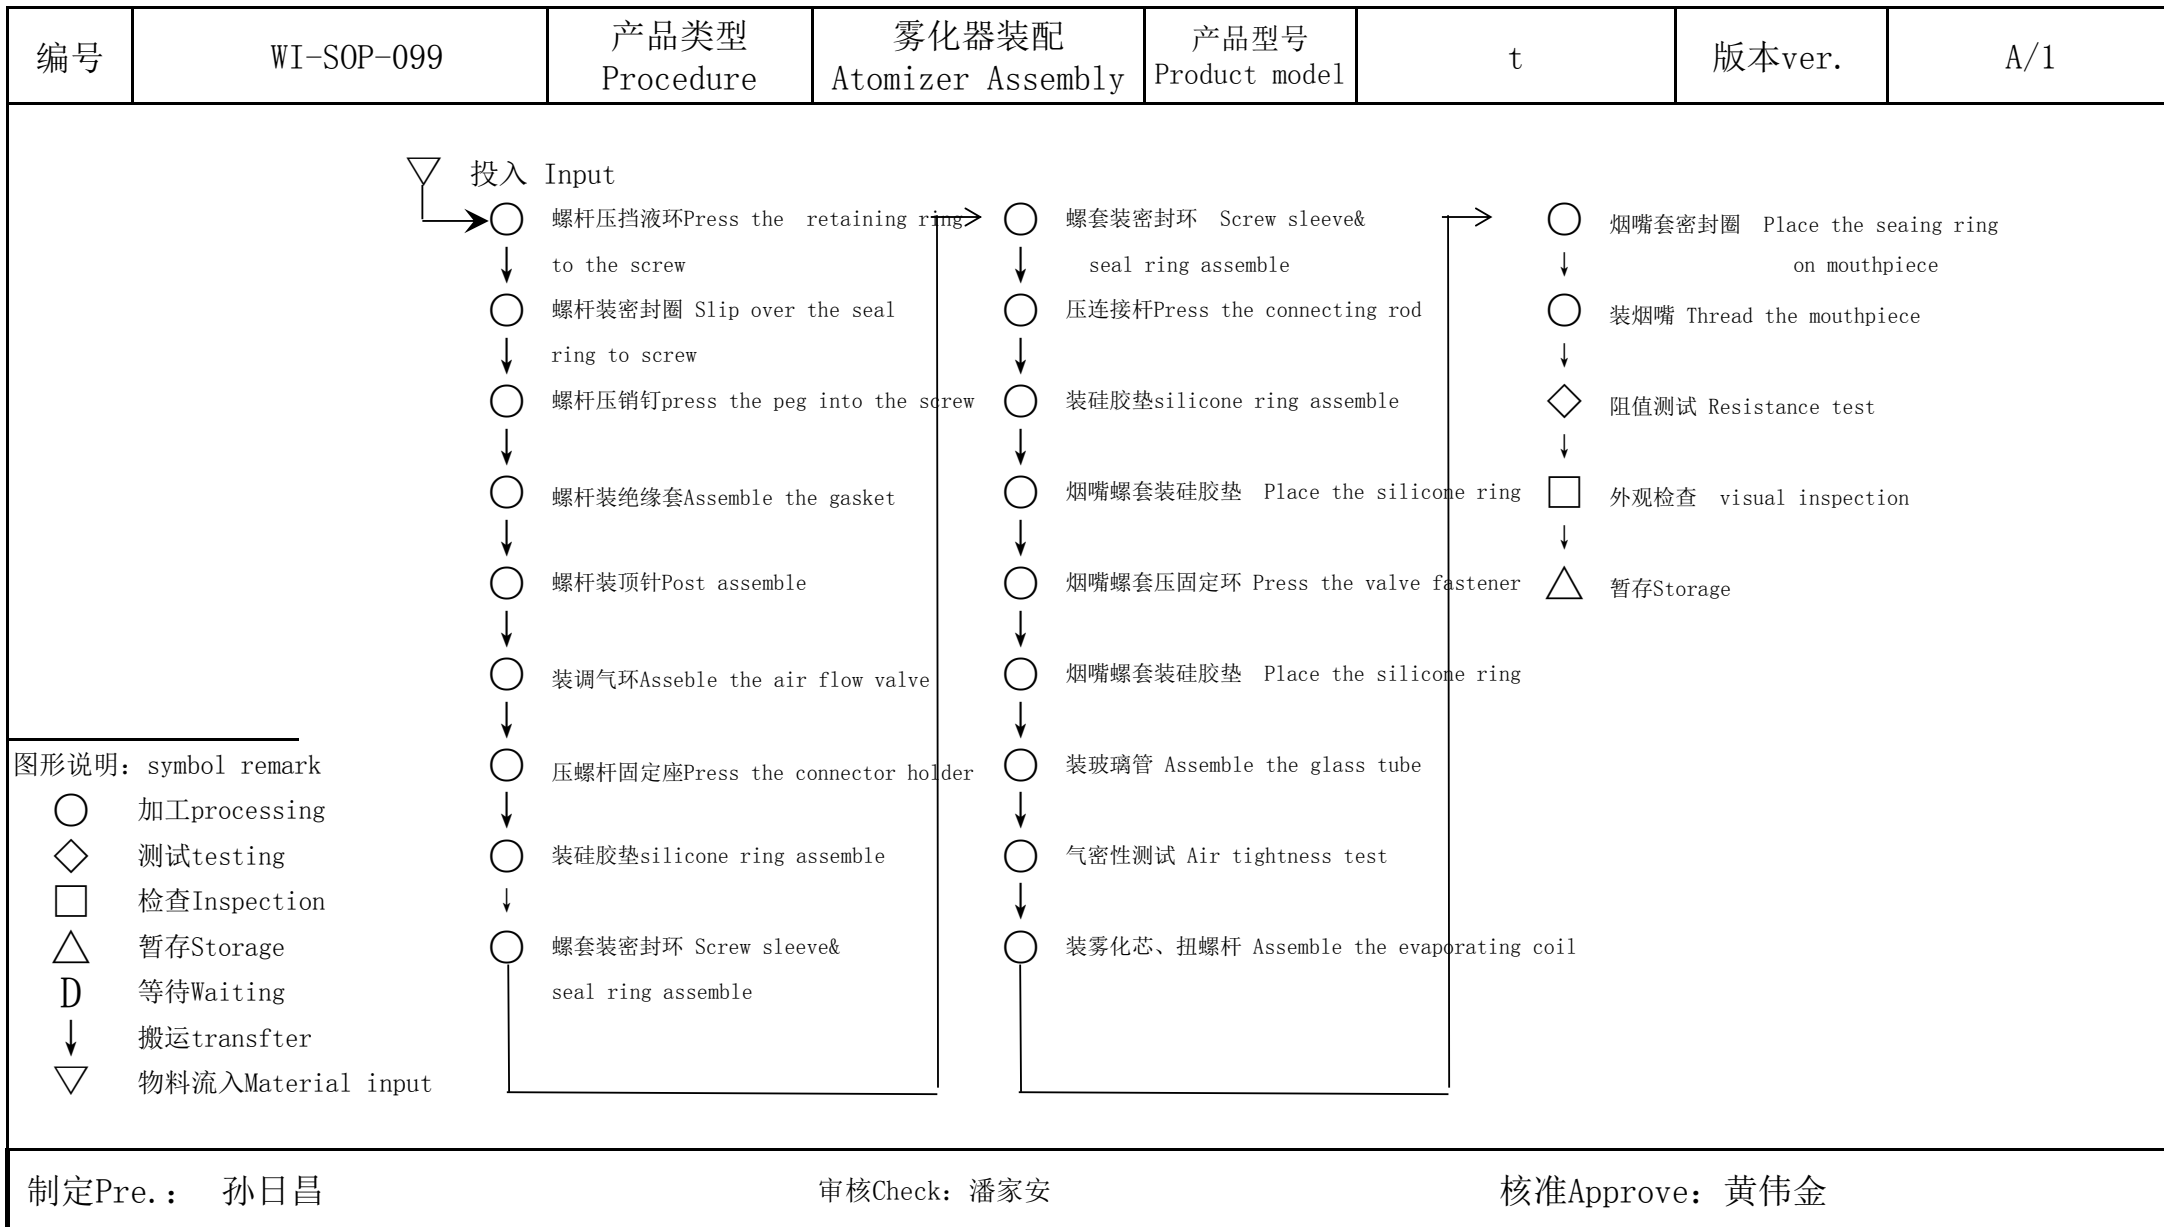 编号
WI-SOP-099
产品类型
Procedure
雾化器装配
Atomizer Assembly
产品型号
Product model
t
版本ver.
A/1
投入 Input
螺杆压挡液环Press the retaining ring
to the screw
螺杆装密封圈 Slip over the seal
ring to screw
螺杆压销钉press the peg into the screw
螺杆装绝缘套Assemble the gasket
螺杆装顶针Post assemble
装调气环Asseble the air flow valve
压螺杆固定座Press the connector holder
装硅胶垫silicone ring assemble
螺套装密封环 Screw sleeve&
seal ring assemble
螺套装密封环 Screw sleeve&
seal ring assemble
压连接杆Press the connecting rod
装硅胶垫silicone ring assemble
烟嘴螺套装硅胶垫 Place the silicone ring
烟嘴螺套压固定环 Press the valve fastener
烟嘴螺套装硅胶垫 Place the silicone ring
装玻璃管 Assemble the glass tube
气密性测试 Air tightness test
装雾化芯、扭螺杆 Assemble the evaporating coil
烟嘴套密封圈 Place the seaing ring
on mouthpiece
装烟嘴 Thread the mouthpiece
阻值测试 Resistance test
外观检查 visual inspection
暂存Storage
图形说明: symbol remark
加工processing
测试testing
检查Inspection
暂存Storage
D 等待Waiting
搬运transfter
物料流入Material input
制定Pre.： 孙日昌
审核Check: 潘家安
核准Approve: 黄伟金